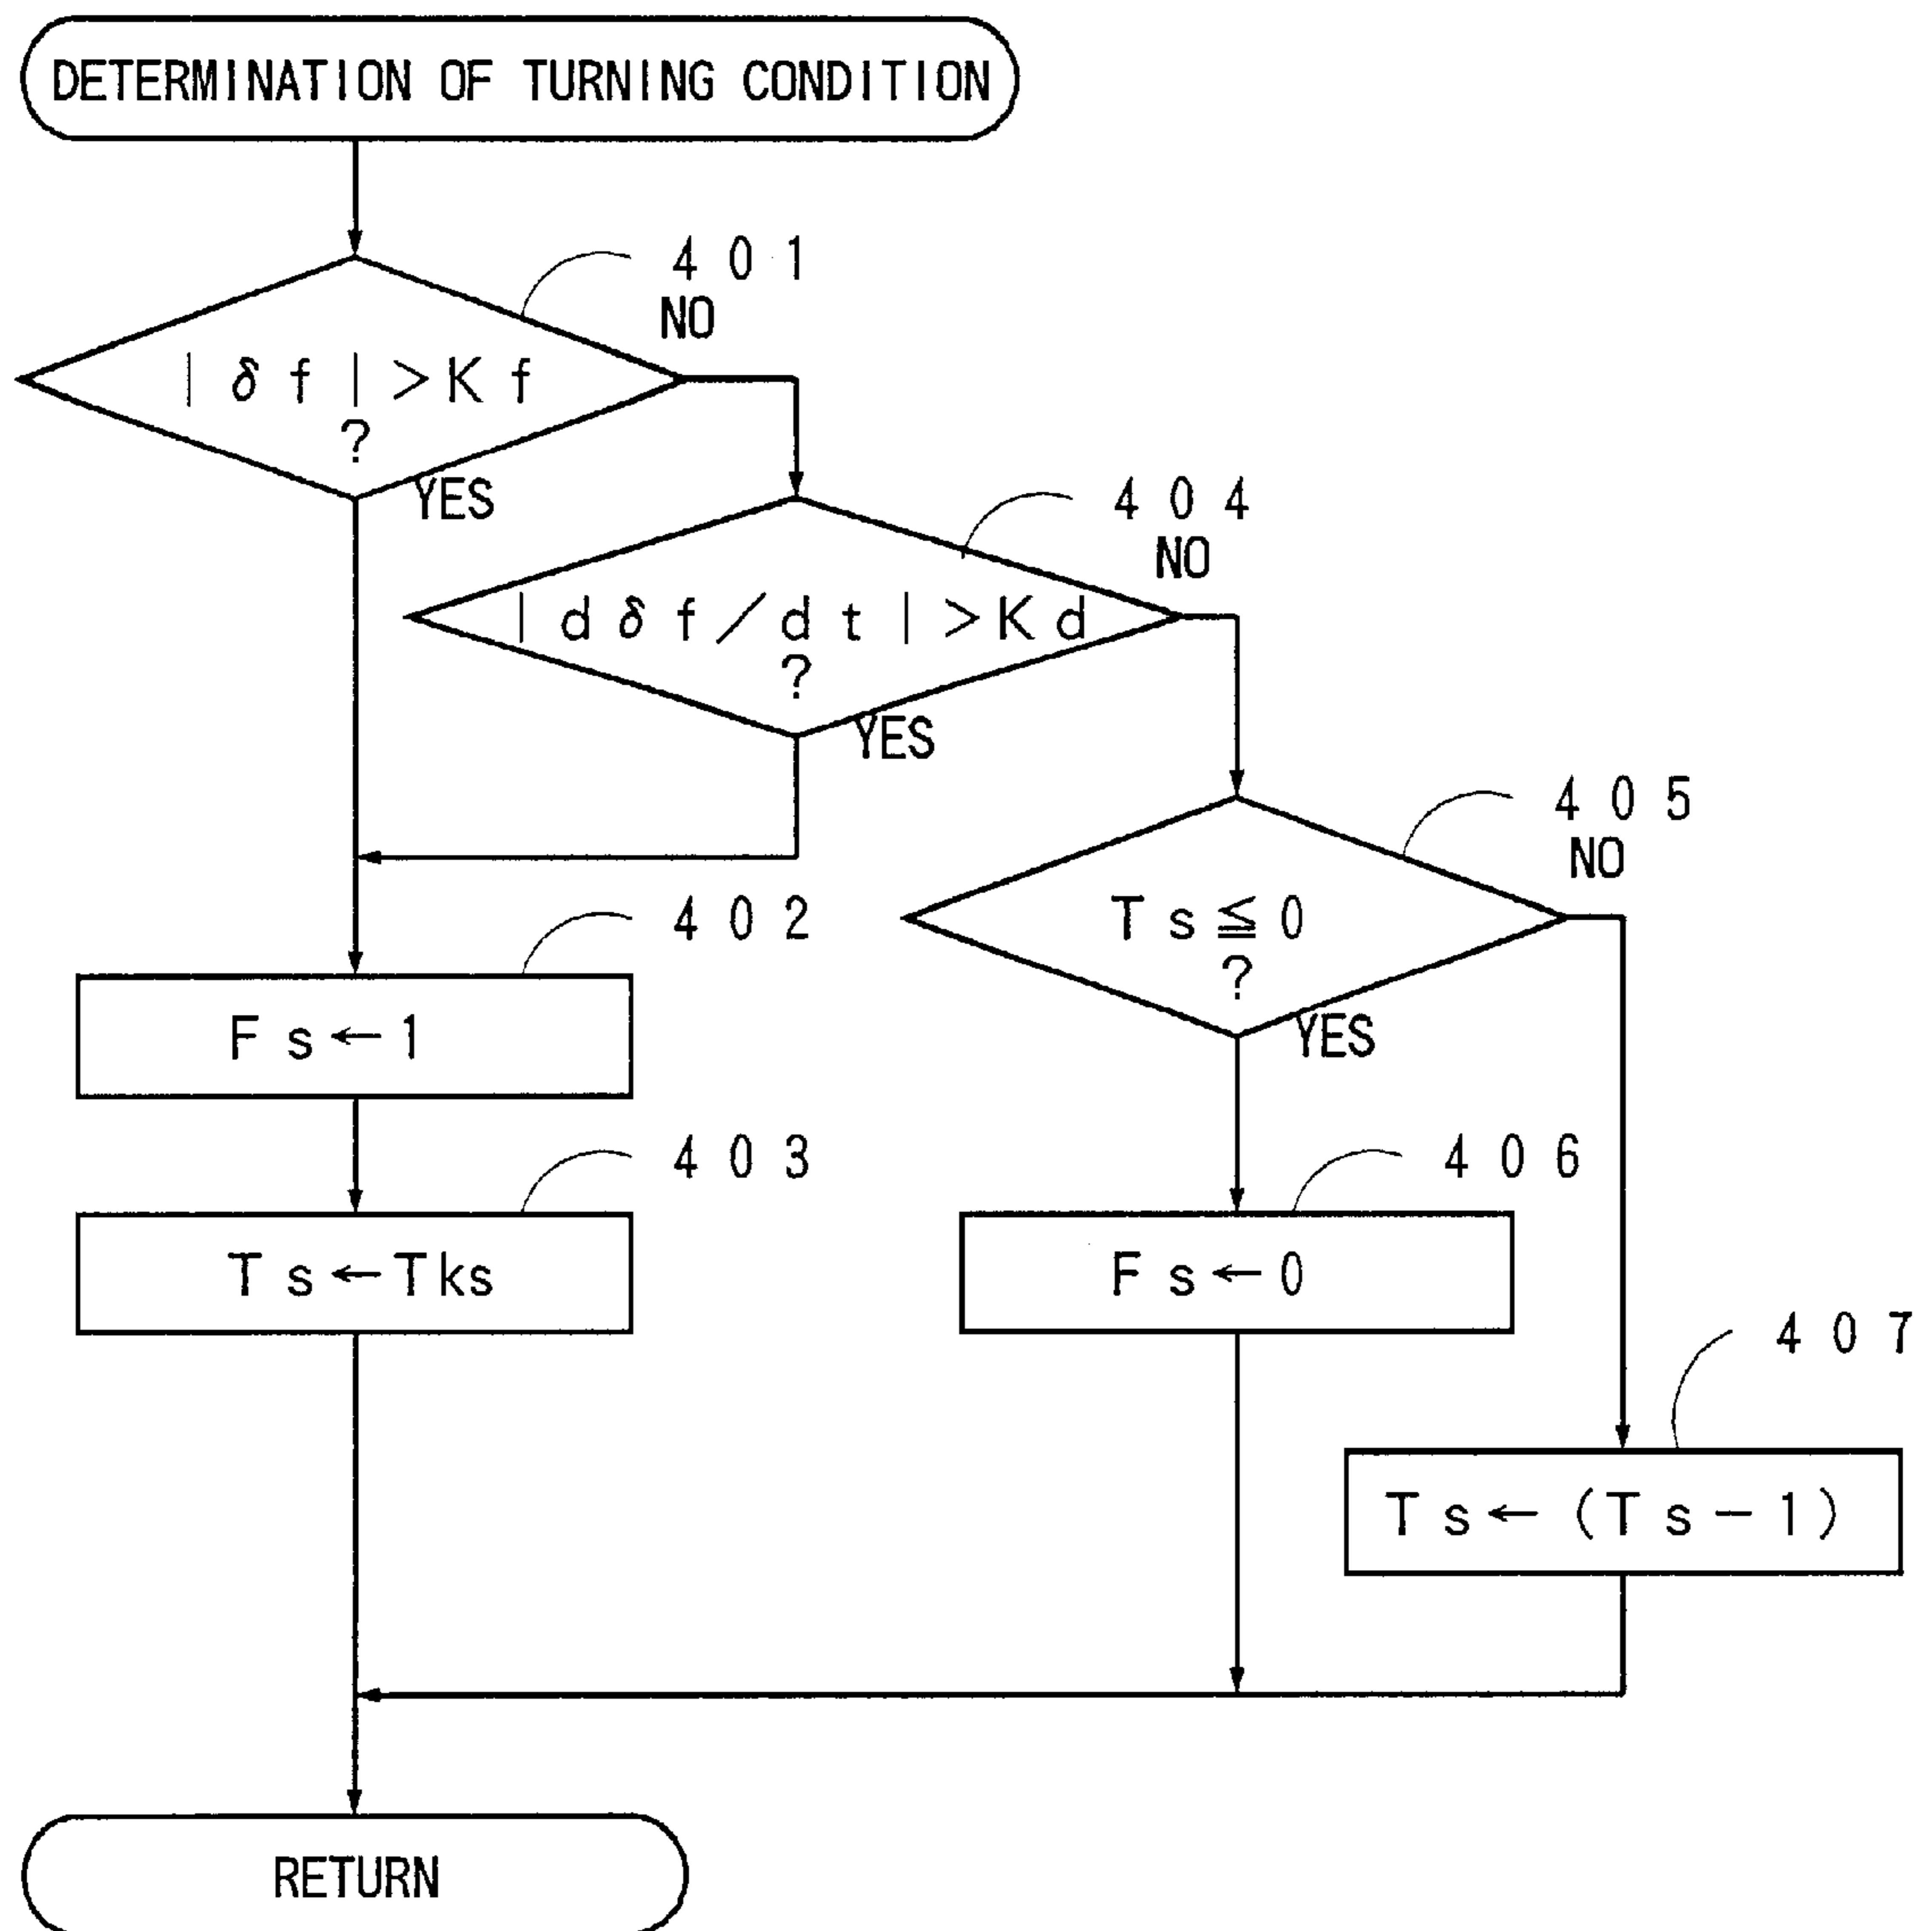 DETERMINATION OF TURNING CONDITION
401
NO
|δf|>Kf
?
YES
404
NO
|dδf/dt|>Kd
?
YES
405
NO
Ts≦0
?
YES
402
Fs←1
403
Ts←Tks
406
Fs←0
407
Ts←(Ts-1)
RETURN